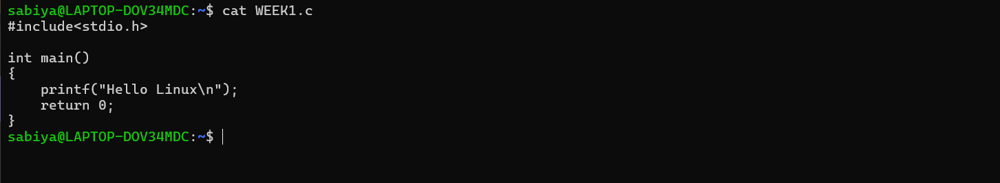 sabiya@LAPTOP-DOV34MDC:~$ cat WEEK1.c
#include<stdio.h>

int main()
{
    printf("Hello Linux\n");
    return 0;
}
sabiya@LAPTOP-DOV34MDC:~$